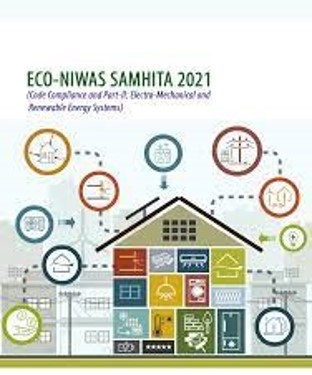 ECO-NIWAS SAMHITA 2021
(Code Compliance and Part-II: Electro-Mechanical and
Renewable Energy Systems)